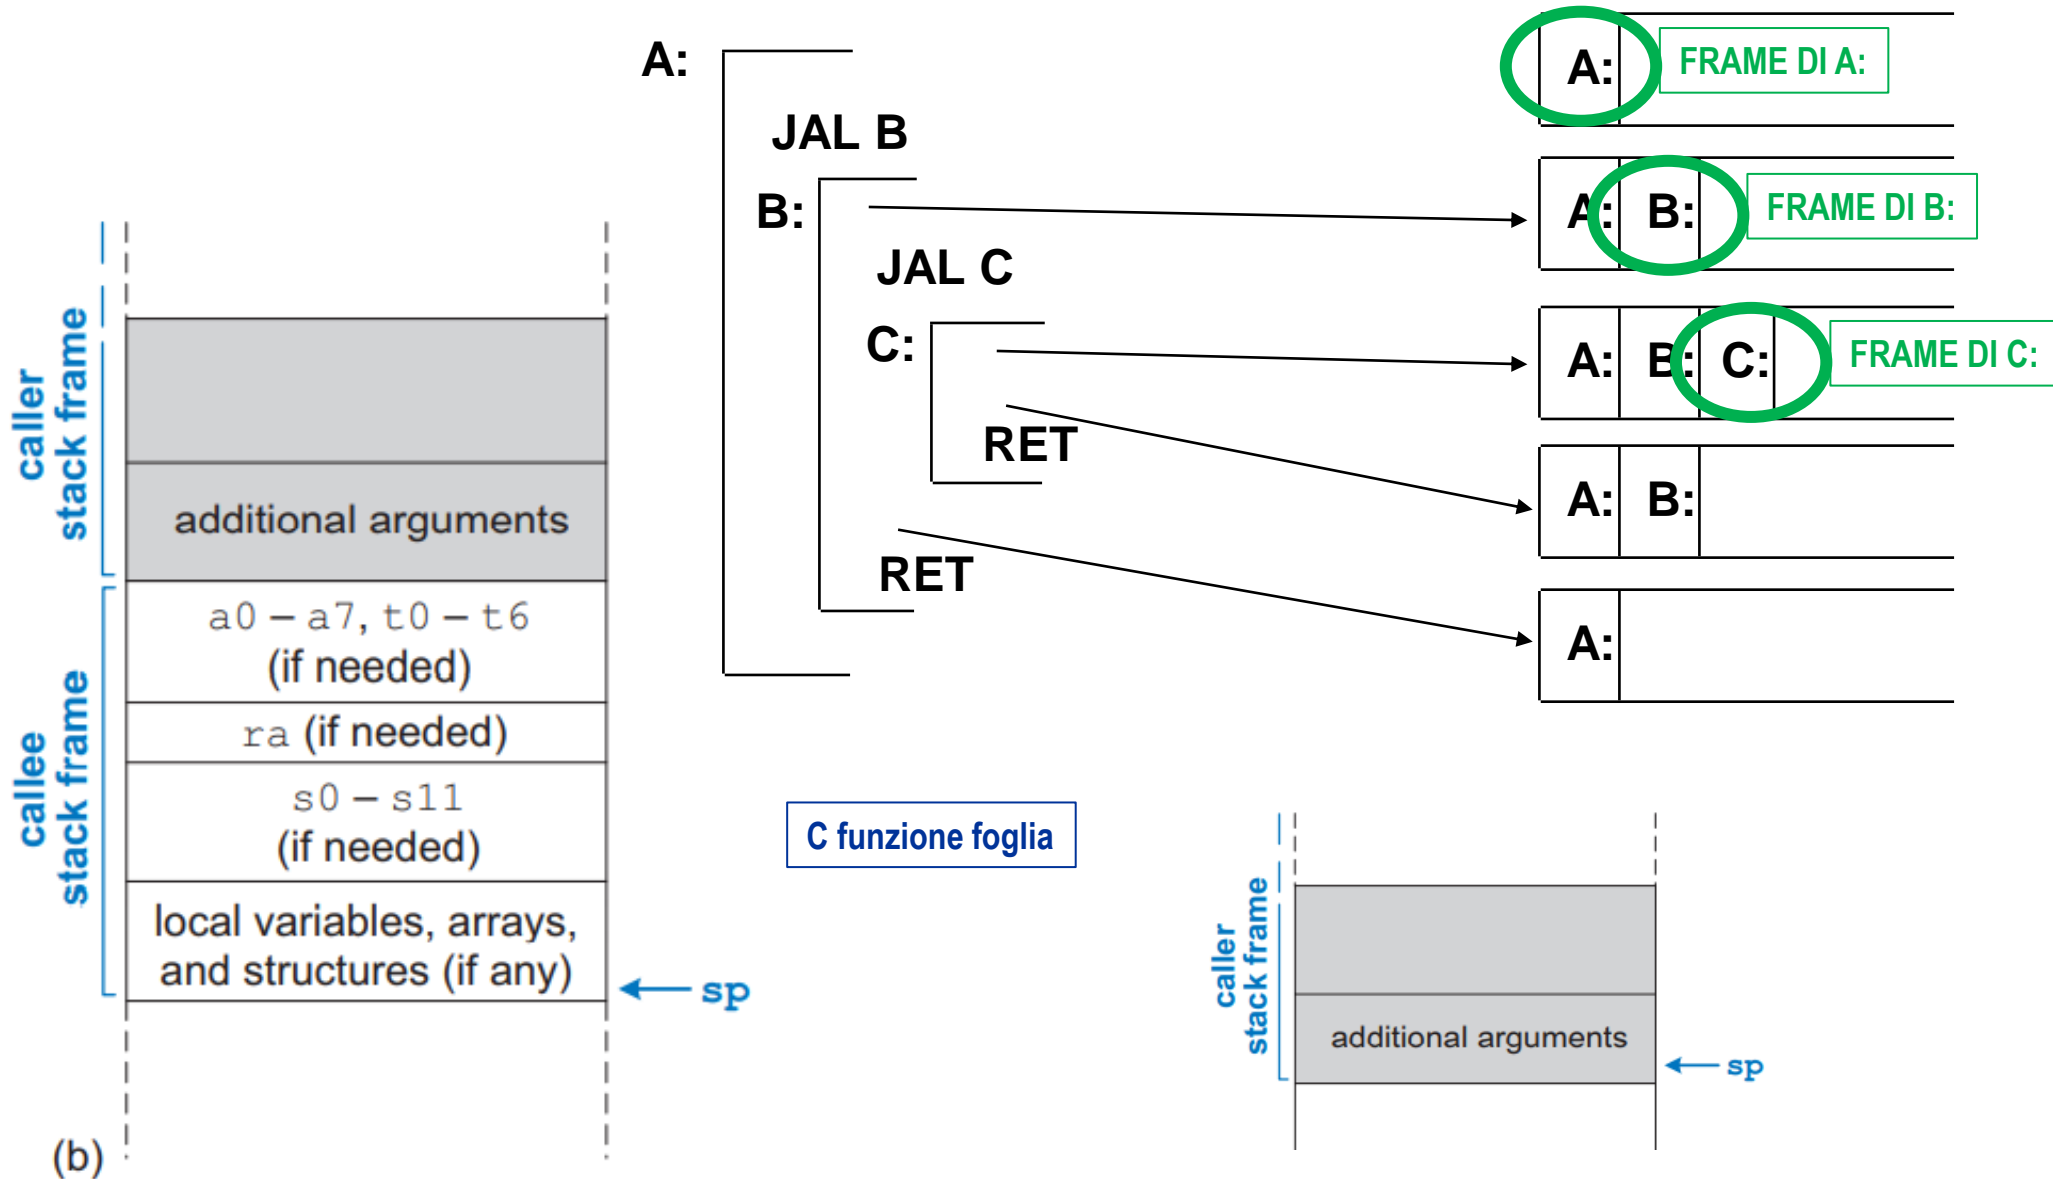 A:
JAL B
B:
JAL C
C:
RET
RET
A:
FRAME DI A:
A: B:
FRAME DI B:
A: B: C:
FRAME DI C:
A: B:
A:
caller
stack frame
additional arguments
callee
stack frame
a0 – a7, t0 – t6
(if needed)
ra (if needed)
s0 – s11
(if needed)
local variables, arrays,
and structures (if any)
sp
(b)
C funzione foglia
caller
stack frame
additional arguments
sp